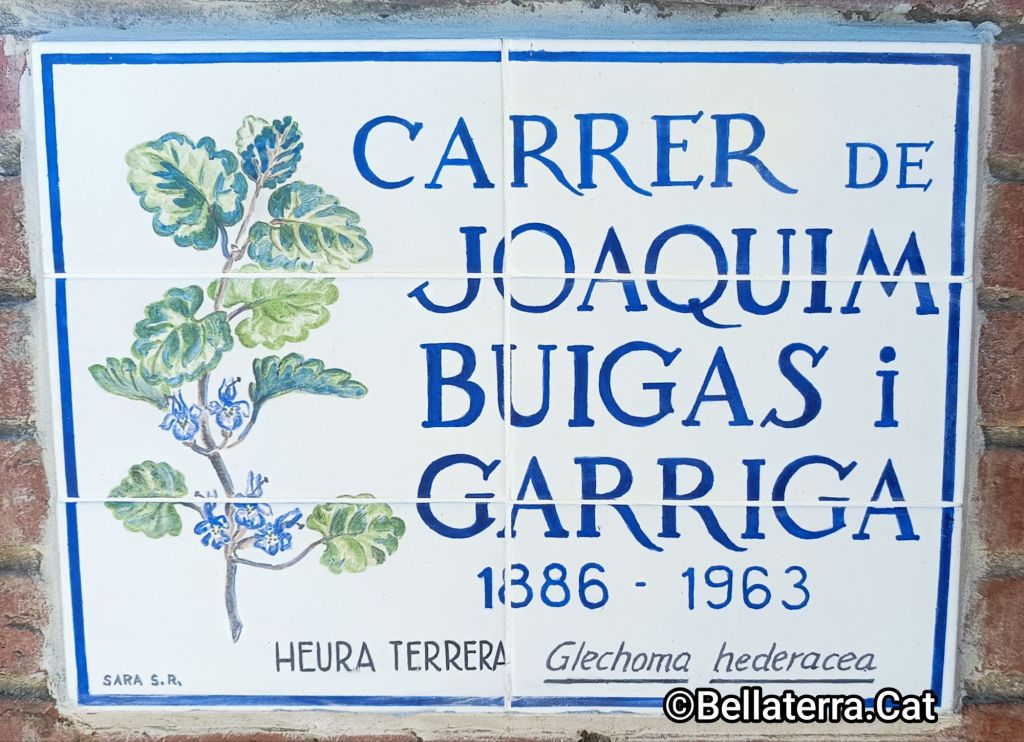 CARRER DE
JOAQUIM
BUIGAS i
GARRIGA
1886 - 1963
HEURA TERRERA Glechoma hederacea
SARA S.R.
©Bellaterra.Cat